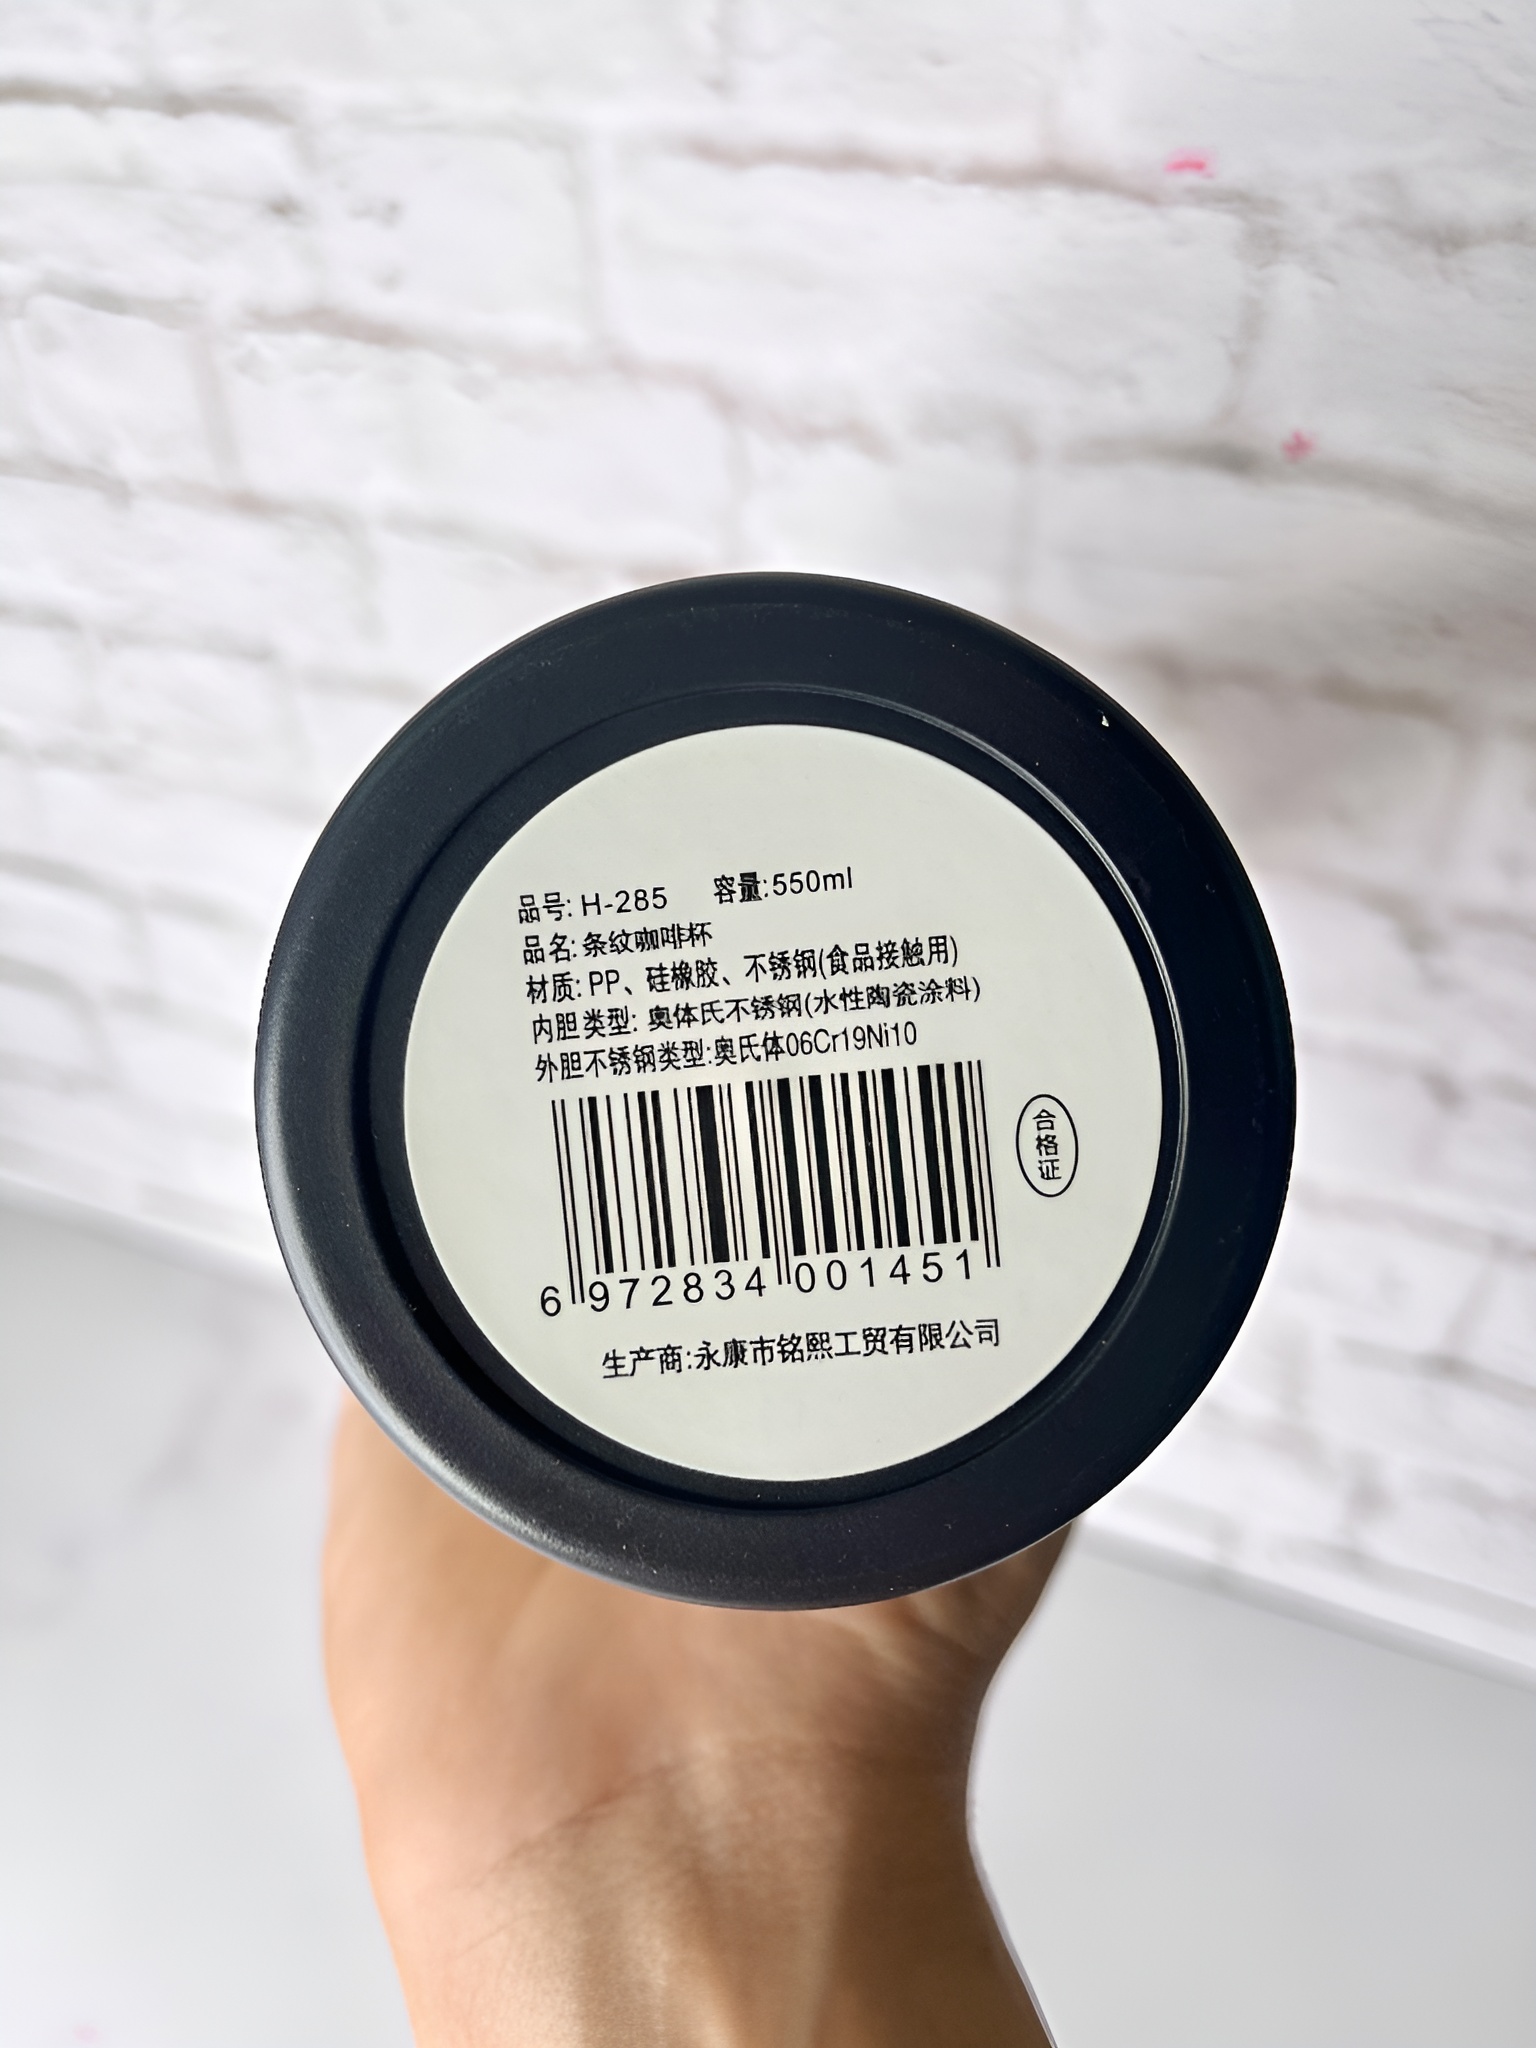 品号: H-285 容量:550ml
品名: 条纹咖啡杯
材质: PP、硅橡胶、不锈钢(食品接触用)
内胆类型: 奥体氏不锈钢(水性陶瓷涂料)
外胆不锈钢类型:奥氏体06Cr19Ni10
合格证
6 972834 001451
生产商:永康市铭熙工贸有限公司